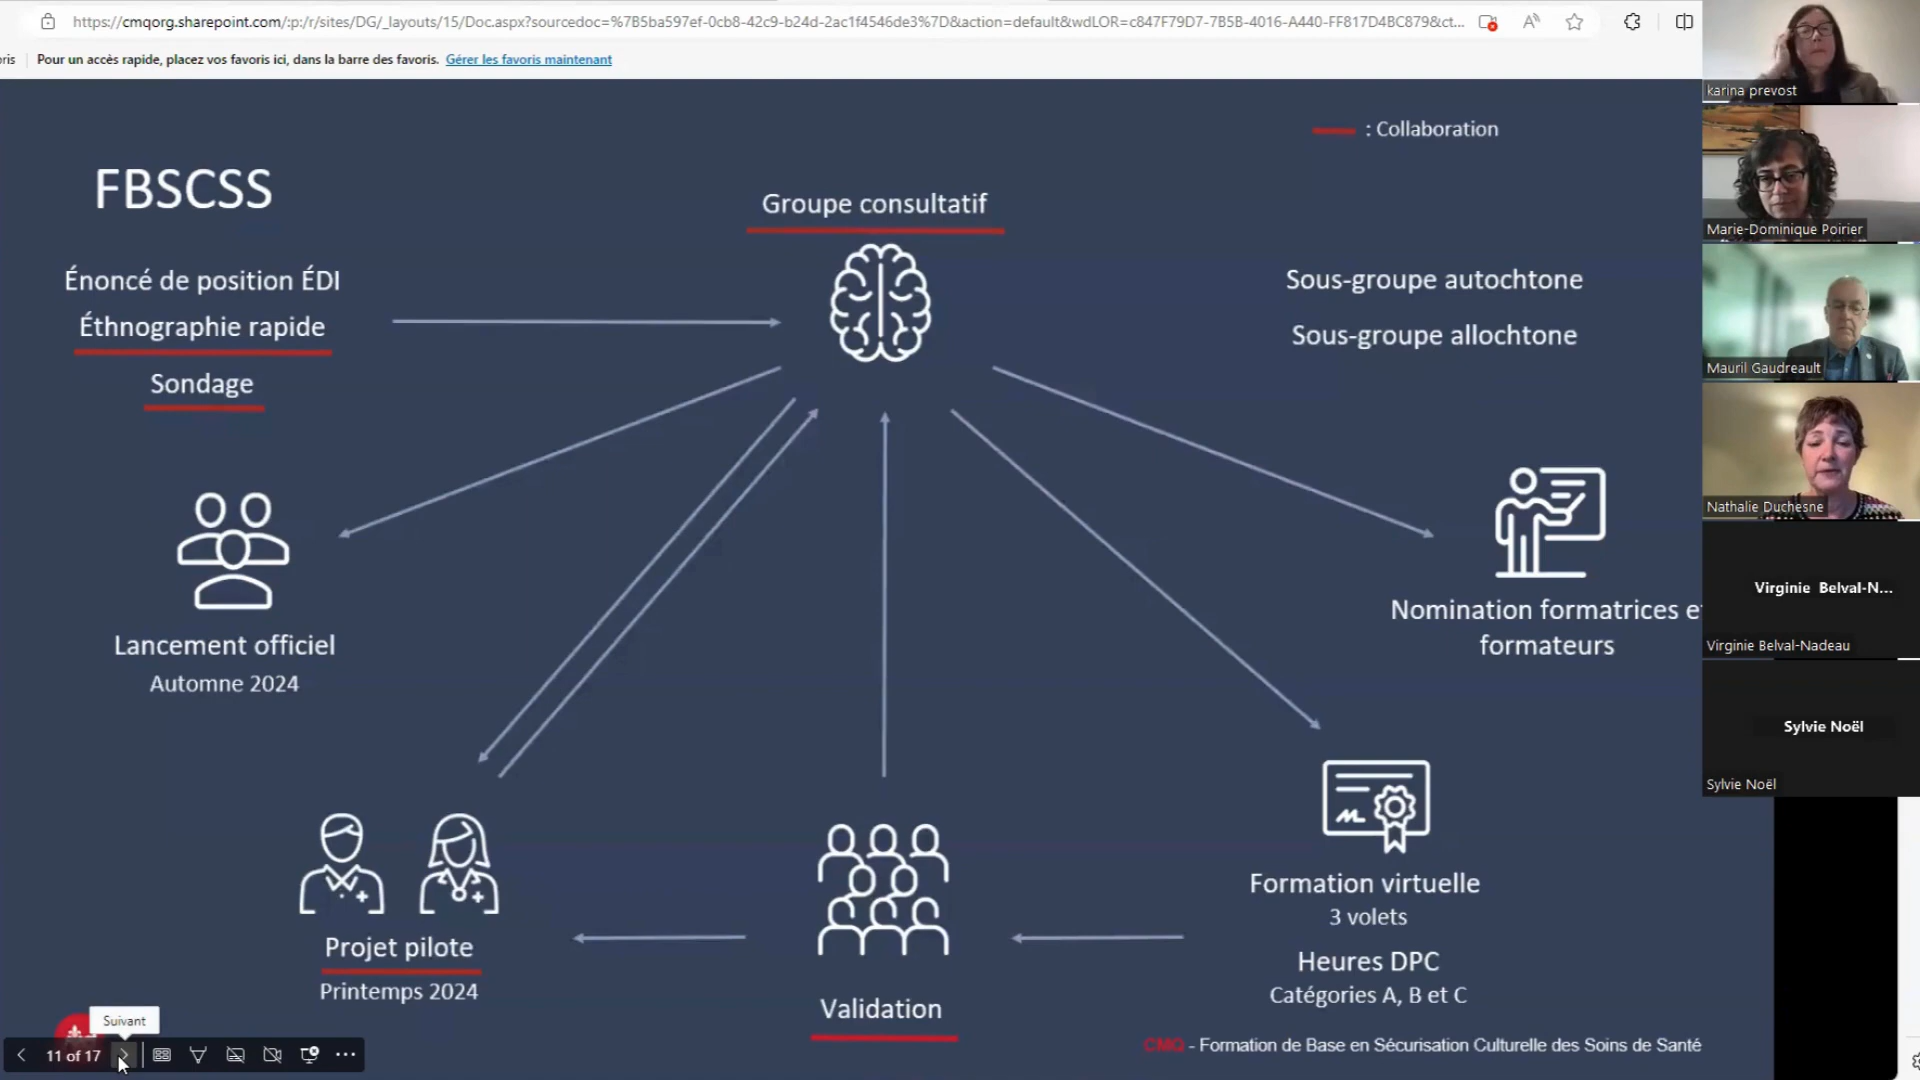 https://cmqorg.sharepoint.com/:p:/r/sites/DG/_layouts/15/Doc.aspx?sourcedoc=%7B5ba597ef-0cb8-42c9-b24d-2ac1f4546de3%7D&action=default&wdLOR=c847F79D7-7B5B-4016-A440-FF817D4BC879&ct...
oris
Pour un accès rapide, placez vos favoris ici, dans la barre des favoris. Gérer les favoris maintenant
: Collaboration
FBSCSS
Groupe consultatif
Énoncé de position ÉDI
Éthnographie rapide
Sondage
Sous-groupe autochtone
Sous-groupe allochtone
Lancement officiel
Automne 2024
Nomination formatrices et
formateurs
Projet pilote
Printemps 2024
Validation
Formation virtuelle
3 volets
Heures DPC
Catégories A, B et C
CMQ - Formation de Base en Sécurisation Culturelle des Soins de Santé
Suivant
11 of 17
karina prevost
Marie-Dominique Poirier
Mauril Gaudreault
Nathalie Duchesne
Virginie Belval-N...
Virginie Belval-Nadeau
Sylvie Noël
Sylvie Noël